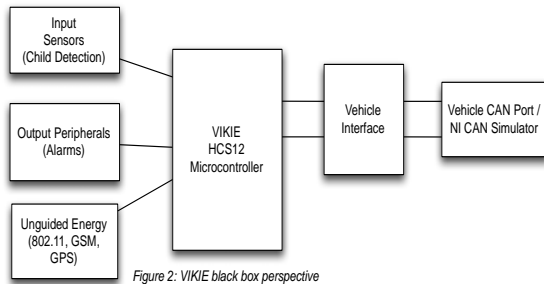 Input
Sensors
(Child Detection)
Output Peripherals
(Alarms)
Unguided Energy
(802.11, GSM,
GPS)
VIKIE
HCS12
Microcontroller
Vehicle
Interface
Vehicle CAN Port /
NI CAN Simulator
Figure 2: VIKIE black box perspective